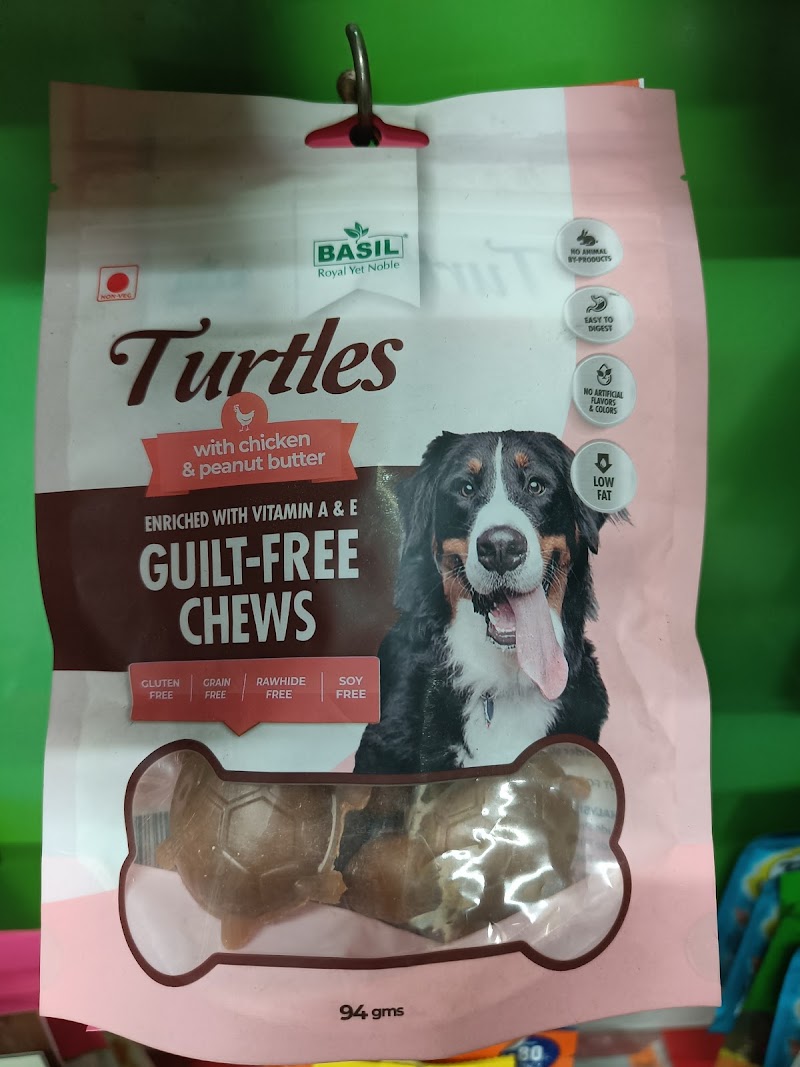 BASIL
Royal Yet Noble
NON-VEG
Turtles
with chicken
& peanut butter
ENRICHED WITH VITAMIN A & E
GUILT-FREE
CHEWS
GLUTEN
FREE
GRAIN
FREE
RAWHIDE
FREE
SOY
FREE
NO ANIMAL
BY-PRODUCTS
EASY TO
DIGEST
NO ARTIFICIAL
FLAVORS
& COLORS
LOW
FAT
94 gms
80